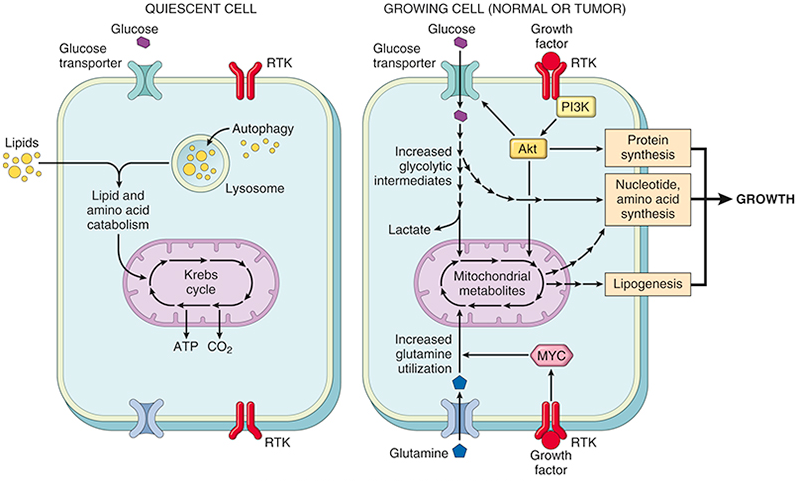 QUIESCENT CELL
Glucose
Glucose
transporter
RTK
Lipids
Autophagy
Lysosome
Lipid and
amino acid
catabolism
Krebs
cycle
ATP
CO2
RTK
GROWING CELL (NORMAL OR TUMOR)
Glucose
Glucose
transporter
Growth
factor
RTK
PI3K
Akt
Increased
glycolytic
intermediates
Lactate
Mitochondrial
metabolites
Increased
glutamine
utilization
MYC
Glutamine
RTK
Growth
factor
Protein
synthesis
Nucleotide,
amino acid
synthesis
Lipogenesis
GROWTH